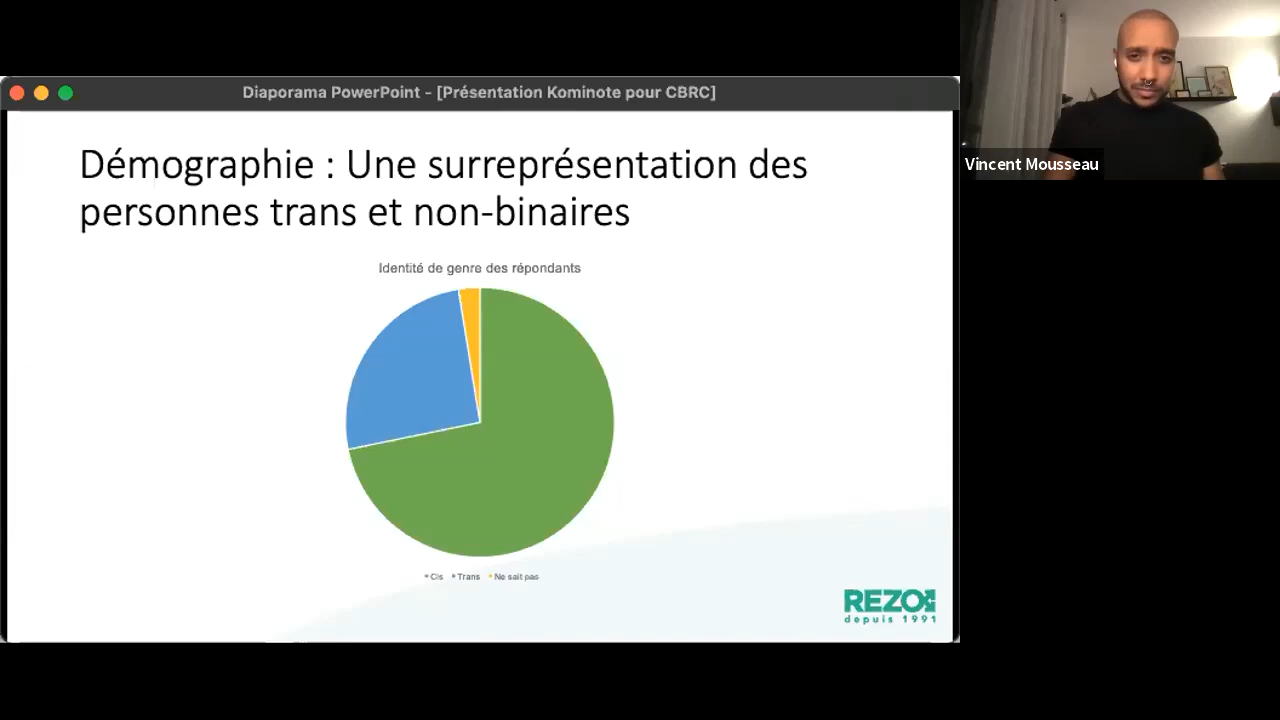 Diaporama PowerPoint - [Présentation Kominote pour CBRC]
Démographie : Une surreprésentation des
personnes trans et non-binaires
Identité de genre des répondants
Cis Trans Ne sait pas
REZO
depuis 1991
Vincent Mousseau